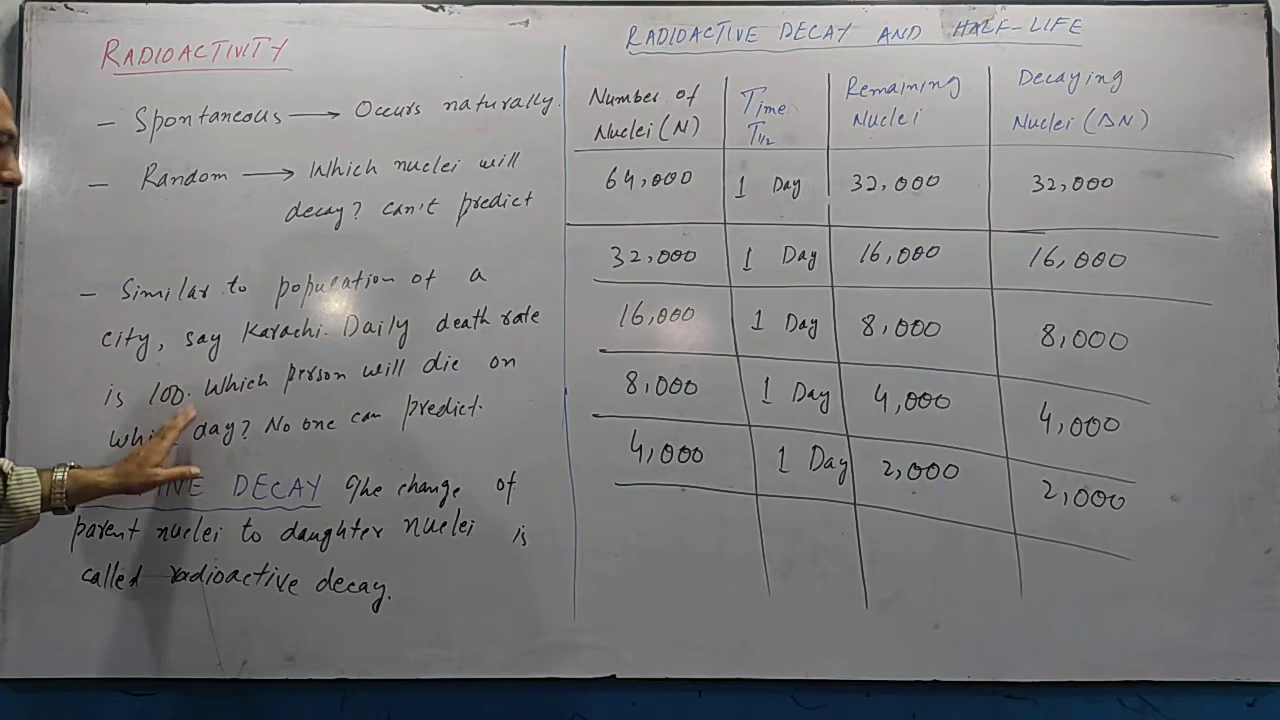 RADIOACTIVITY
– Spontaneous → Occurs naturally.
– Random → Which nuclei will
decay? can't predict
– Similar to population of a
city, say Karachi. Daily death rate
is 100. Which person will die on
day? No one can predict.
DECAY The change of
parent nuclei to daughter nuclei is
called radioactive decay.
RADIOACTIVE DECAY AND HALF-LIFE
Number of Nuclei (N) Time T1/2 Remaining Nuclei Decaying Nuclei (ΔN)
64,000 1 Day 32,000 32,000
32,000 1 Day 16,000 16,000
16,000 1 Day 8,000 8,000
8,000 1 Day 4,000 4,000
4,000 1 Day 2,000 2,000